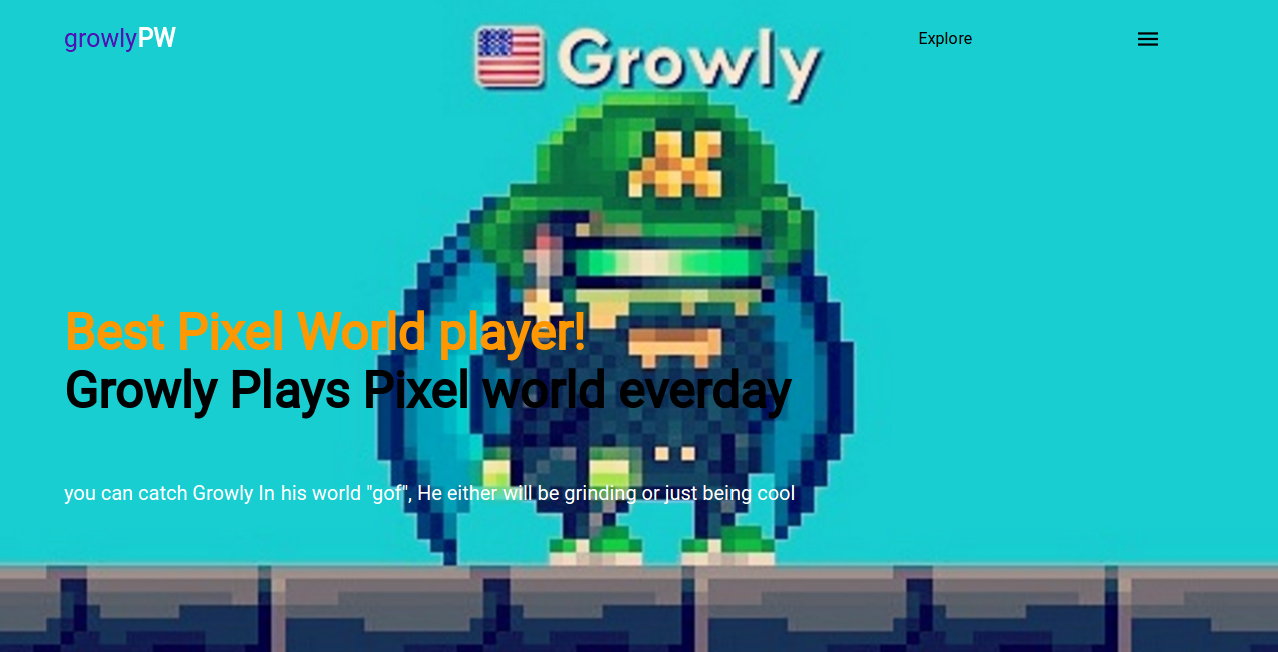 growlyPW
Growly
Explore
Best Pixel World player!
Growly Plays Pixel world everday
you can catch Growly In his world "gof", He either will be grinding or just being cool